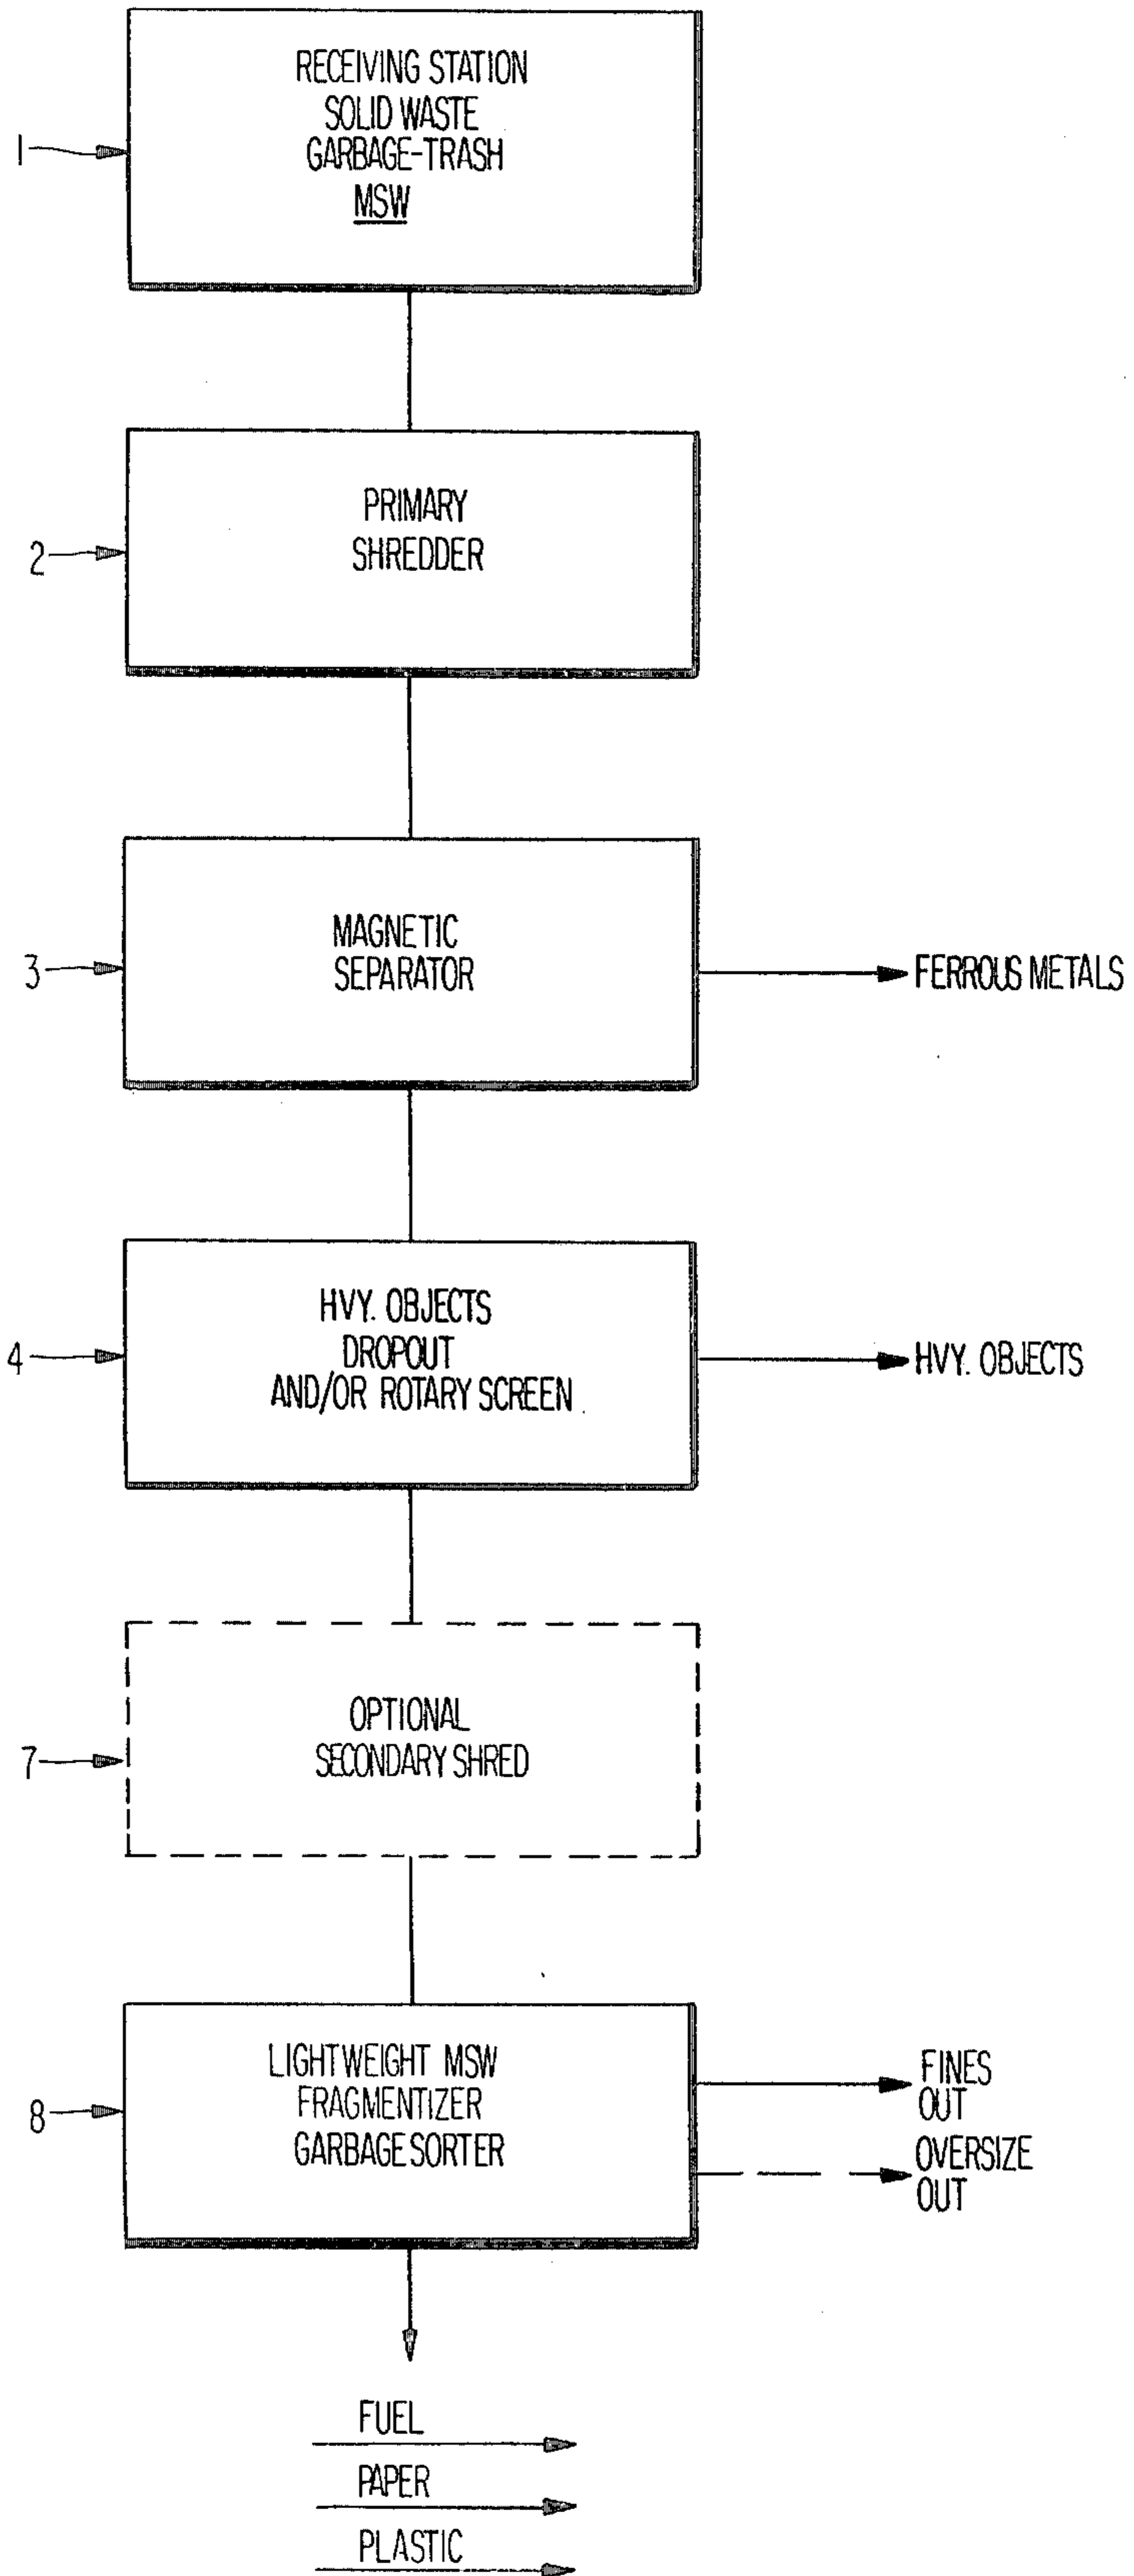 RECEIVING STATION
SOLID WASTE
GARBAGE-TRASH
MSW
1
PRIMARY
SHREDDER
2
MAGNETIC
SEPARATOR
3
FERROUS METALS
HVY. OBJECTS
DROPOUT
AND/OR ROTARY SCREEN
4
HVY. OBJECTS
OPTIONAL
SECONDARY SHRED
7
LIGHTWEIGHT MSW
FRAGMENTIZER
GARBAGE SORTER
8
FINES
OUT
OVERSIZE
OUT
FUEL
PAPER
PLASTIC